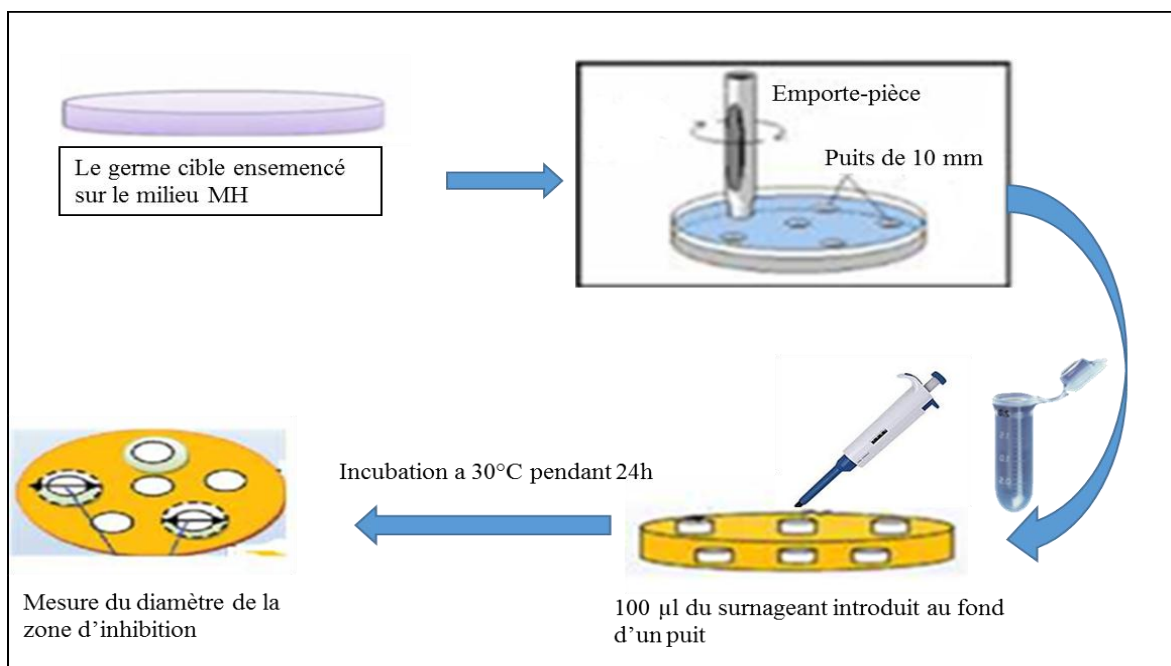 Le germe cible ensemencé
sur le milieu MH
Emporte-pièce
Puits de 10 mm
Incubation a 30°C pendant 24h
100 µl du surnageant introduit au fond
d’un puit
Mesure du diamètre de la
zone d’inhibition